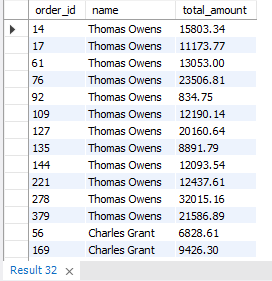 order_id name total_amount
14 Thomas Owens 15803.34
17 Thomas Owens 11173.77
61 Thomas Owens 13053.00
76 Thomas Owens 23506.81
92 Thomas Owens 834.75
109 Thomas Owens 12190.14
127 Thomas Owens 20160.64
135 Thomas Owens 8891.79
144 Thomas Owens 12093.54
221 Thomas Owens 12437.61
278 Thomas Owens 32015.16
379 Thomas Owens 21586.89
56 Charles Grant 6828.61
169 Charles Grant 9426.30
Result 32 ×